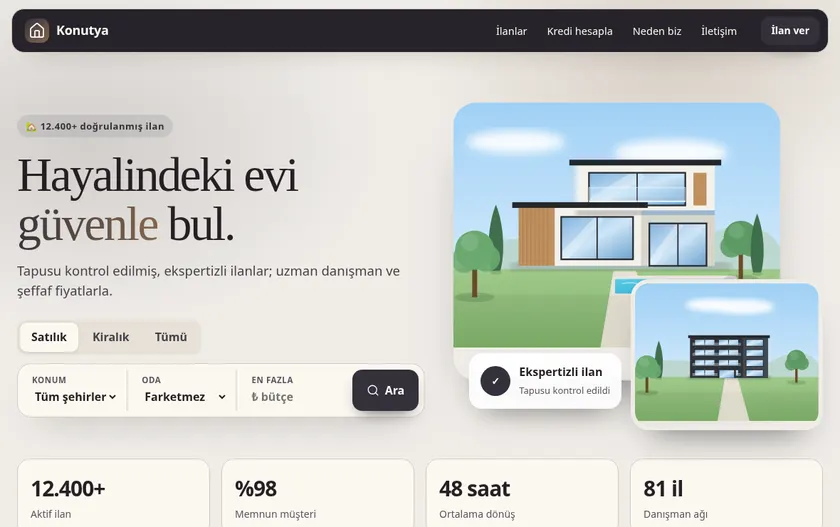 Konutya
İlanlar
Kredi hesapla
Neden biz
İletişim
İlan ver
12.400+ doğrulanmış ilan
Hayalindeki evi
güvenle bul.
Tapusu kontrol edilmiş, ekspertizli ilanlar; uzman danışman ve
şeffaf fiyatlarla.
Satılık
Kiralık
Tümü
KONUM
Tüm şehirler
ODA
Farketmez
EN FAZLA
₺ bütçe
Ara
Ekspertizli ilan
Tapusu kontrol edildi
12.400+
Aktif ilan
%98
Memnun müşteri
48 saat
Ortalama dönüş
81 il
Danışman ağı